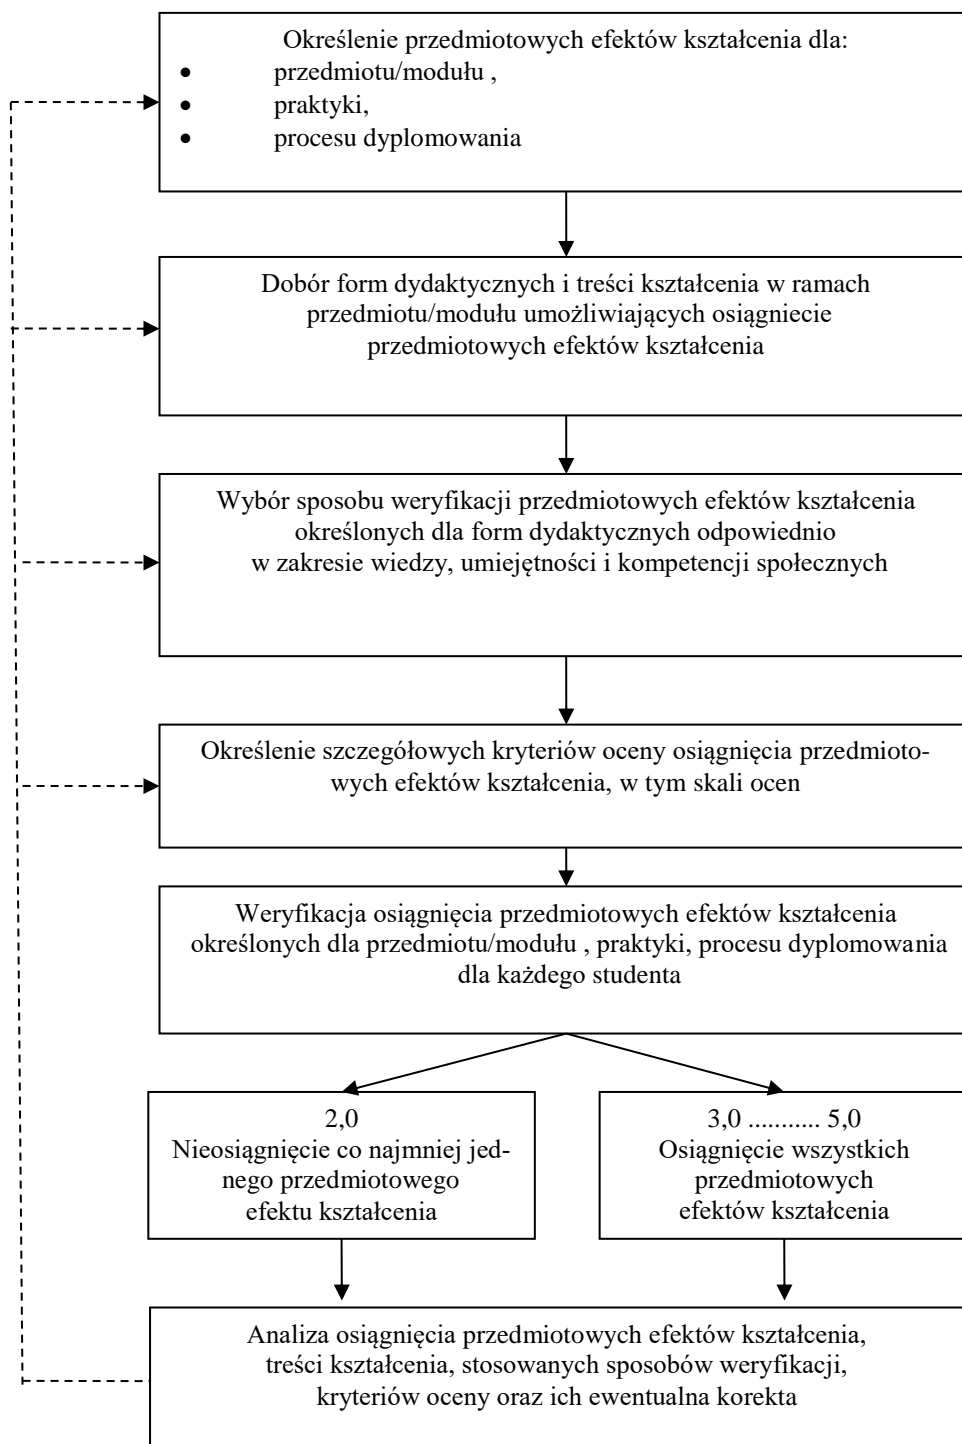 Określenie przedmiotowych efektów kształcenia dla:
• przedmiotu/modułu ,
• praktyki,
• procesu dyplomowania
Dobór form dydaktycznych i treści kształcenia w ramach
przedmiotu/modułu umożliwiających osiągniecie
przedmiotowych efektów kształcenia
Wybór sposobu weryfikacji przedmiotowych efektów kształcenia
określonych dla form dydaktycznych odpowiednio
w zakresie wiedzy, umiejętności i kompetencji społecznych
Określenie szczegółowych kryteriów oceny osiągnięcia przedmioto-
wych efektów kształcenia, w tym skali ocen
Weryfikacja osiągnięcia przedmiotowych efektów kształcenia
określonych dla przedmiotu/modułu , praktyki, procesu dyplomowania
dla każdego studenta
2,0
Nieosiągnięcie co najmniej jed-
nego przedmiotowego
efektu kształcenia
3,0 ........... 5,0
Osiągnięcie wszystkich
przedmiotowych
efektów kształcenia
Analiza osiągnięcia przedmiotowych efektów kształcenia,
treści kształcenia, stosowanych sposobów weryfikacji,
kryteriów oceny oraz ich ewentualna korekta